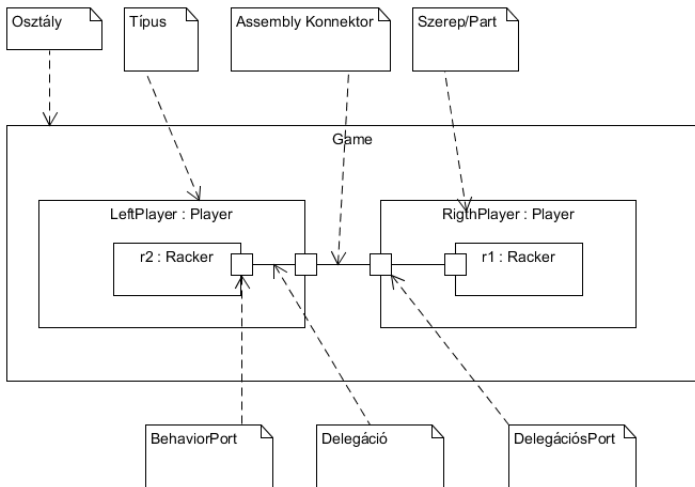 Osztály
Típus
Assembly Konnektor
Szerep/Part
Game
LeftPlayer : Player
RigthPlayer : Player
r2 : Racker
r1 : Racker
BehaviorPort
Delegáció
DelegációsPort